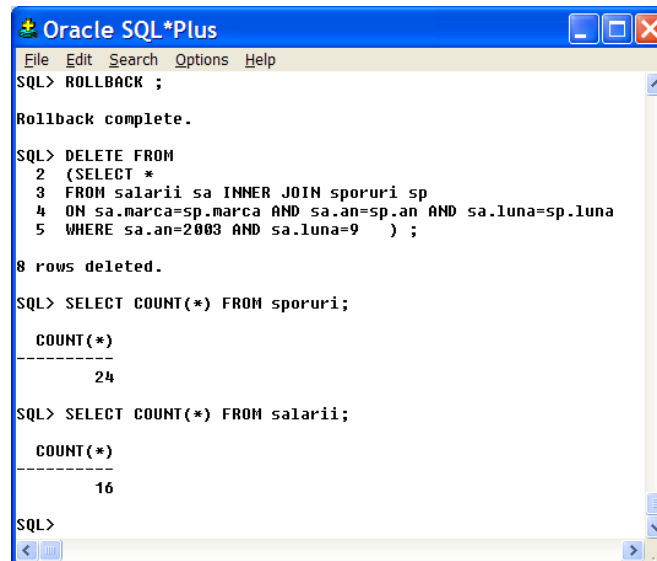 Oracle SQL*Plus
File Edit Search Options Help
SQL> ROLLBACK ;
Rollback complete.
SQL> DELETE FROM
2 (SELECT *
3 FROM salarii sa INNER JOIN sporuri sp
4 ON sa.marca=sp.marca AND sa.an=sp.an AND sa.luna=sp.luna
5 WHERE sa.an=2003 AND sa.luna=9 ) ;
8 rows deleted.
SQL> SELECT COUNT(*) FROM sporuri;
COUNT(*)
----------
24
SQL> SELECT COUNT(*) FROM salarii;
COUNT(*)
----------
16
SQL>